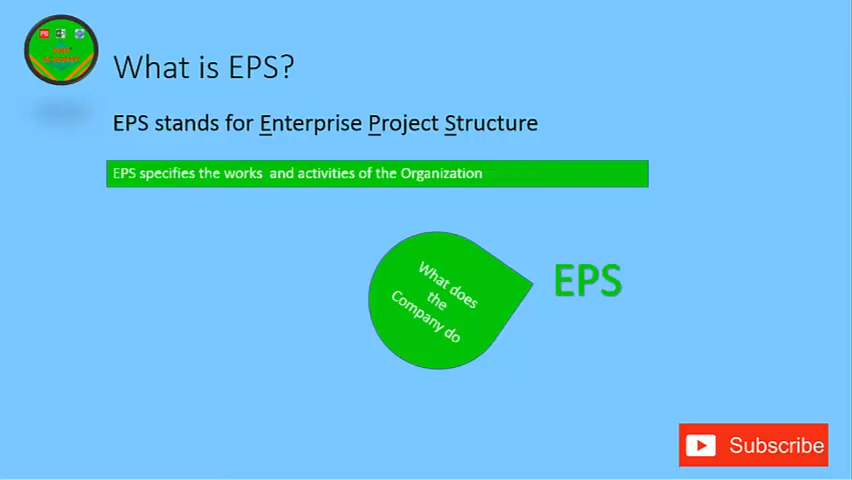 What is EPS?
EPS stands for Enterprise Project Structure
EPS specifies the works and activities of the Organization
What does
the
Company do
EPS
Subscribe